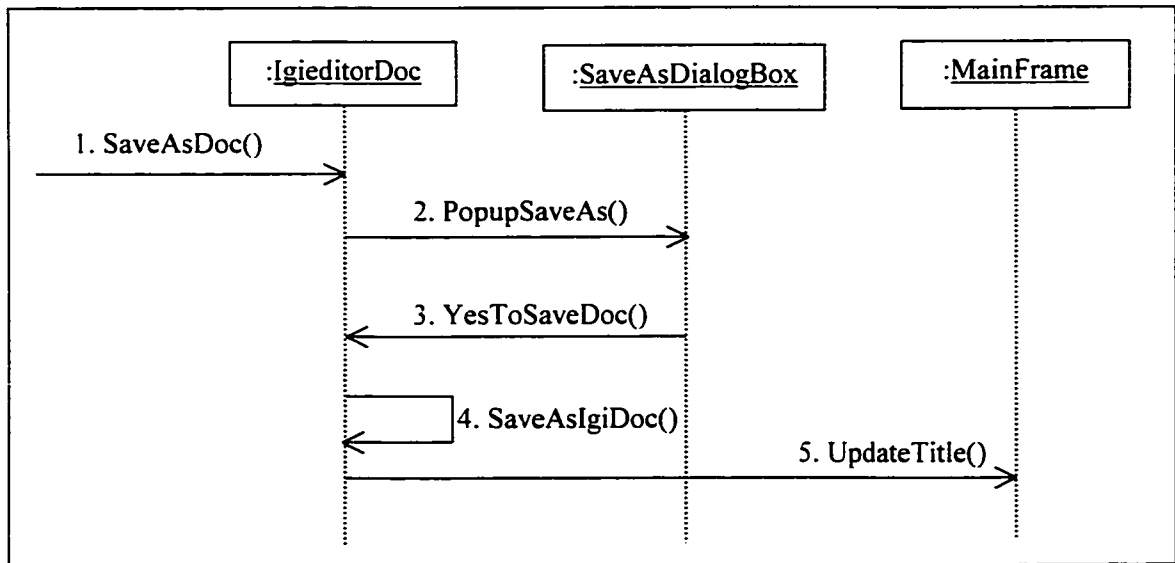 :IgieditorDoc
:SaveAsDialogBox
:MainFrame
1. SaveAsDoc()
2. PopupSaveAs()
3. YesToSaveDoc()
4. SaveAsIgiDoc()
5. UpdateTitle()